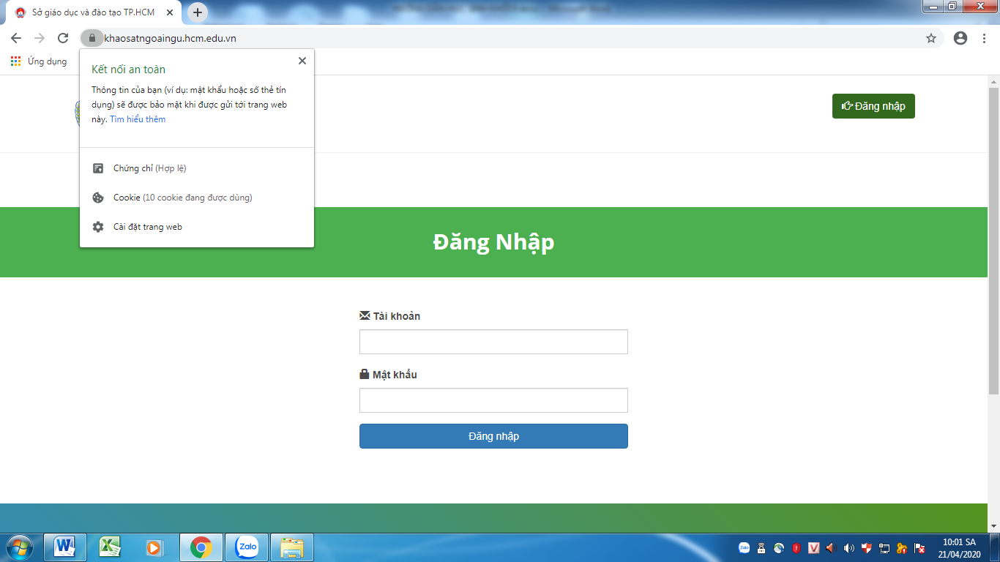 Sở giáo dục và đào tạo TP.HCM
khaosatngoaingu.hcm.edu.vn
Ứng dụng
Kết nối an toàn
Thông tin của bạn (ví dụ: mật khẩu hoặc số thẻ tín
dụng) sẽ được bảo mật khi được gửi tới trang web
này. Tìm hiểu thêm
Chứng chỉ (Hợp lệ)
Cookie (10 cookie đang được dùng)
Cài đặt trang web
Đăng nhập
Đăng Nhập
Tài khoản
Mật khẩu
Đăng nhập
Zalo
10:01 SA
21/04/2020